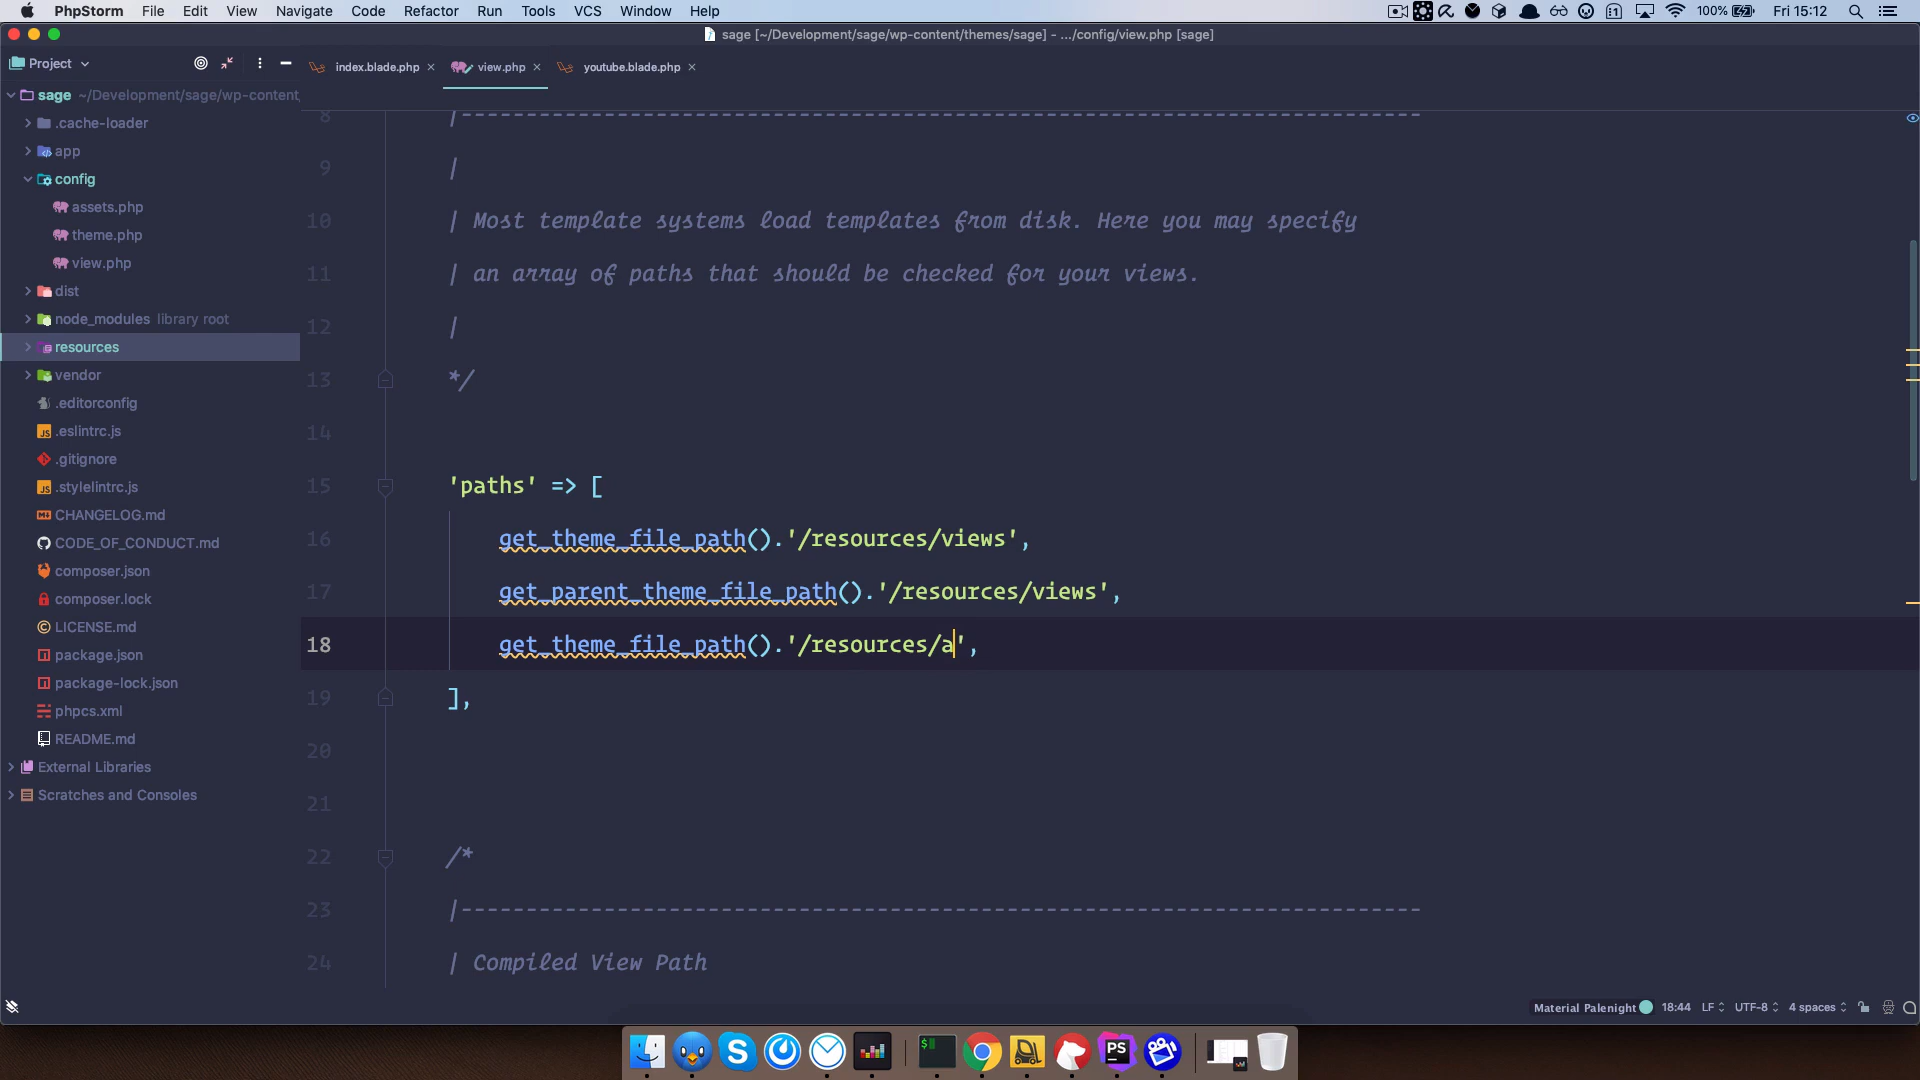 PhpStorm File Edit View Navigate Code Refactor Run Tools VCS Window Help 100% Fri 15:12
sage [~/Development/sage/wp-content/themes/sage] - .../config/view.php [sage]
Project
index.blade.php
view.php
youtube.blade.php
sage ~/Development/sage/wp-content
.cache-loader
app
config
assets.php
theme.php
view.php
dist
node_modules library root
resources
vendor
.editorconfig
.eslintrc.js
.gitignore
.stylelintrc.js
CHANGELOG.md
CODE_OF_CONDUCT.md
composer.json
composer.lock
LICENSE.md
package.json
package-lock.json
phpcs.xml
README.md
External Libraries
Scratches and Consoles
8 |--------------------------------------------------------------------------
9 |
10 | Most template systems load templates from disk. Here you may specify
11 | an array of paths that should be checked for your views.
12 |
13 */
14
15 'paths' => [
16 get_theme_file_path().'/resources/views',
17 get_parent_theme_file_path().'/resources/views',
18 get_theme_file_path().'/resources/a',
19 ],
20
21
22 /*
23 |--------------------------------------------------------------------------
24 | Compiled View Path
Material Palenight 18:44 LF UTF-8 4 spaces
PS